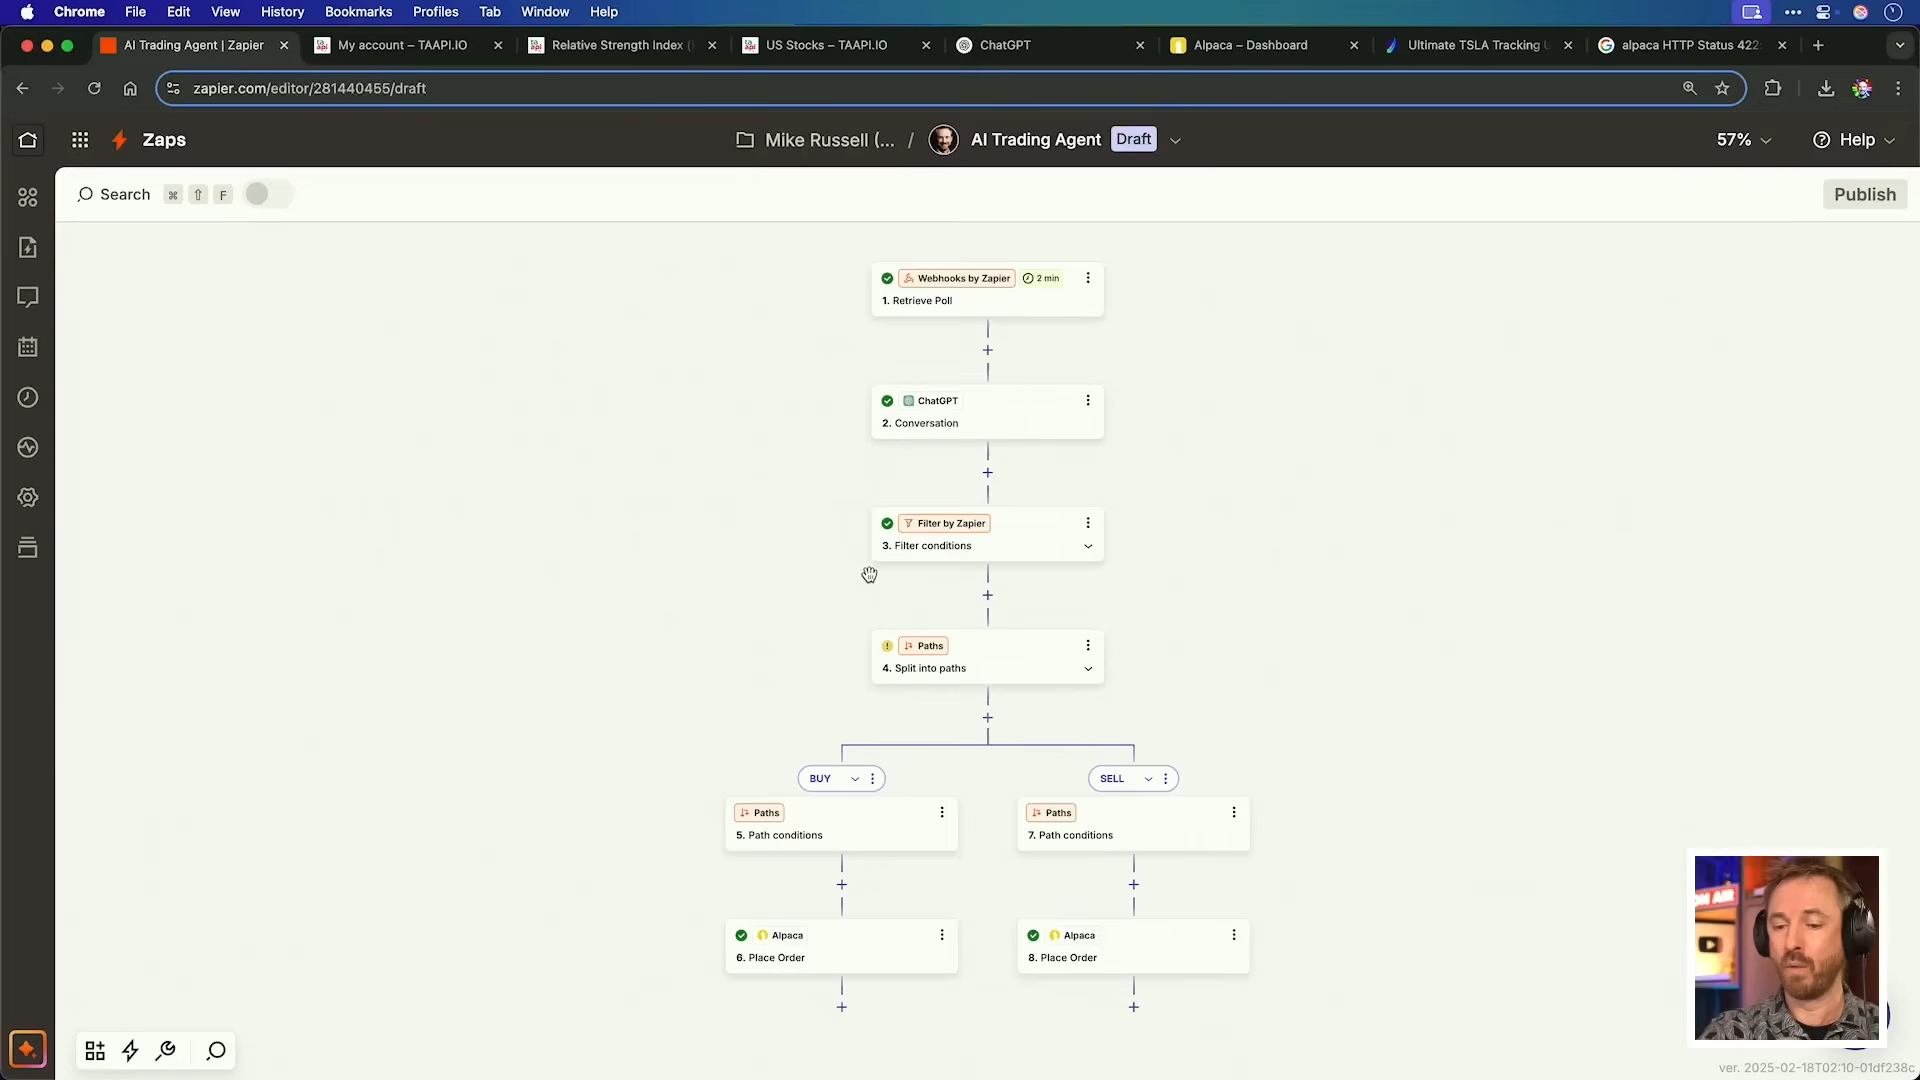 Chrome File Edit View History Bookmarks Profiles Tab Window Help
AI Trading Agent | Zapier
My account – TAAPI.IO
Relative Strength Index (
US Stocks – TAAPI.IO
ChatGPT
Alpaca – Dashboard
Ultimate TSLA Tracking
alpaca HTTP Status 422:
zapier.com/editor/281440455/draft
Zaps
Mike Russell (... / AI Trading Agent Draft
57%
Help
Search ⌘ ⇧ F
Publish
Webhooks by Zapier 2 min
1. Retrieve Poll
ChatGPT
2. Conversation
Filter by Zapier
3. Filter conditions
Paths
4. Split into paths
BUY
SELL
Paths
5. Path conditions
Paths
7. Path conditions
Alpaca
6. Place Order
Alpaca
8. Place Order
ON AIR
ver. 2025-02-18T02:10-01df238c